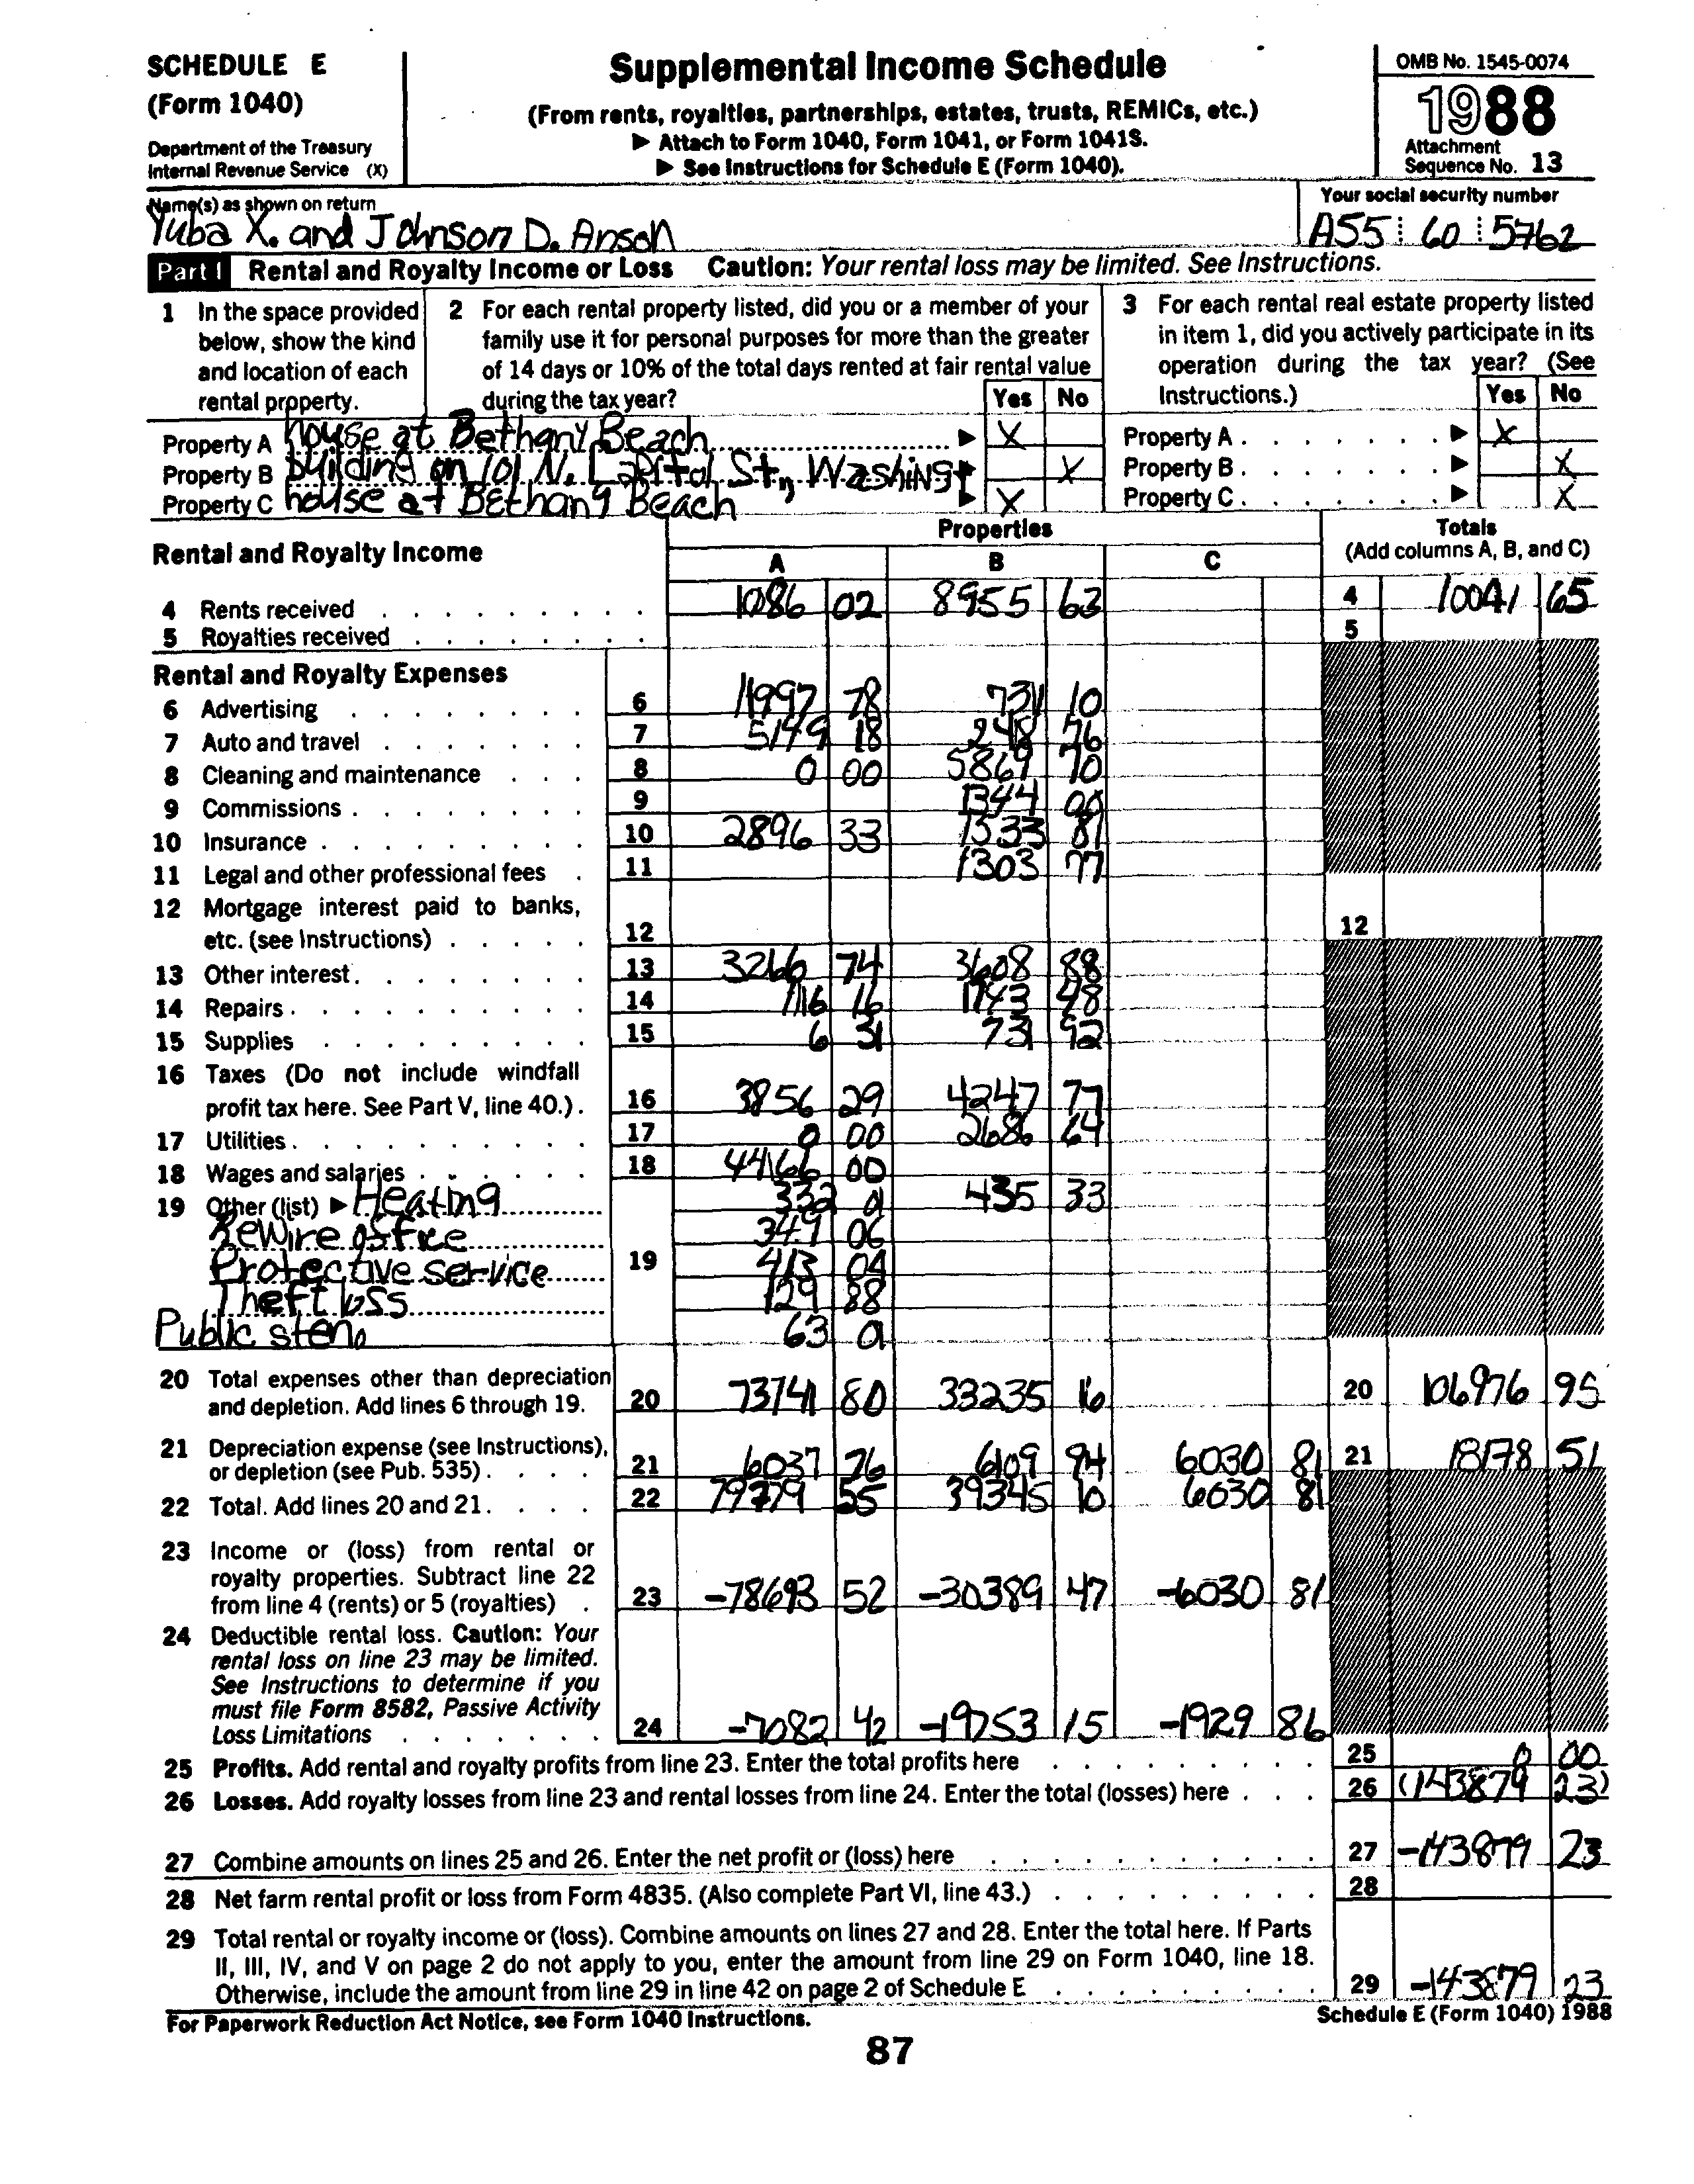 SCHEDULE E
(Form 1040)
Department of the Treasury
Internal Revenue Service (X)
Supplemental Income Schedule
(From rents, royalties, partnerships, estates, trusts, REMICs, etc.)
▶ Attach to Form 1040, Form 1041, or Form 1041S.
▶ See Instructions for Schedule E (Form 1040).
OMB No. 1545-0074
1988
Attachment
Sequence No. 13
Name(s) as shown on return
Yuba X. and Johnson D. Anson
Your social security number
A55 60 5762
Part I Rental and Royalty Income or Loss Caution: Your rental loss may be limited. See Instructions.
1 In the space provided
below, show the kind
and location of each
rental property.
2 For each rental property listed, did you or a member of your
family use it for personal purposes for more than the greater
of 14 days or 10% of the total days rented at fair rental value
during the tax year? Yes No
3 For each rental real estate property listed
in item 1, did you actively participate in its
operation during the tax year? (See
Instructions.) Yes No
Property A house at Bethany Beach ▶ X
Property B building on 101 N. Capitol St., Washingt ▶ X
Property C house at Bethany Beach ▶ X
Property A ▶ X
Property B ▶ X
Property C ▶ X
Rental and Royalty Income
Properties
A B C
Totals
(Add columns A, B, and C)
4 Rents received 1086 02 8955 63 4 10041 65
5 Royalties received 5
Rental and Royalty Expenses
6 Advertising 6 11997 78 731 10
7 Auto and travel 7 5149 18 248 76
8 Cleaning and maintenance 8 0 00 5869 70
9 Commissions 9 1344 00
10 Insurance 10 2896 33 1333 81
11 Legal and other professional fees 11 1303 77
12 Mortgage interest paid to banks,
etc. (see Instructions) 12 12
13 Other interest 13 3266 74 3608 88
14 Repairs 14 1116 16 1743 48
15 Supplies 15 6 31 731 92
16 Taxes (Do not include windfall
profit tax here. See Part V, line 40.) 16 3856 29 4247 77
17 Utilities 17 0 00 2686 64
18 Wages and salaries 18 44166 00
19 Other (list) ▶ Heating 332 435 33
Rewire office 349 06
Protective service 19 413 04
Theft loss 129 88
Public steno 63
20 Total expenses other than depreciation
and depletion. Add lines 6 through 19. 20 73741 80 33235 16 20 106976 95
21 Depreciation expense (see Instructions),
or depletion (see Pub. 535) 21 6037 76 6109 94 6030 81 21 18178 51
22 Total. Add lines 20 and 21. 22 79779 55 39345 10 6030 81
23 Income or (loss) from rental or
royalty properties. Subtract line 22
from line 4 (rents) or 5 (royalties) 23 -78693 52 -30389 47 -6030 81
24 Deductible rental loss. Caution: Your
rental loss on line 23 may be limited.
See Instructions to determine if you
must file Form 8582, Passive Activity
Loss Limitations 24 -7082 42 -19753 15 -1929 86
25 Profits. Add rental and royalty profits from line 23. Enter the total profits here 25 0 00
26 Losses. Add royalty losses from line 23 and rental losses from line 24. Enter the total (losses) here 26 (143879 23)
27 Combine amounts on lines 25 and 26. Enter the net profit or (loss) here 27 -143879 23
28 Net farm rental profit or loss from Form 4835. (Also complete Part VI, line 43.) 28
29 Total rental or royalty income or (loss). Combine amounts on lines 27 and 28. Enter the total here. If Parts
II, III, IV, and V on page 2 do not apply to you, enter the amount from line 29 on Form 1040, line 18.
Otherwise, include the amount from line 29 in line 42 on page 2 of Schedule E 29 -143879 23
For Paperwork Reduction Act Notice, see Form 1040 Instructions. Schedule E (Form 1040) 1988
87